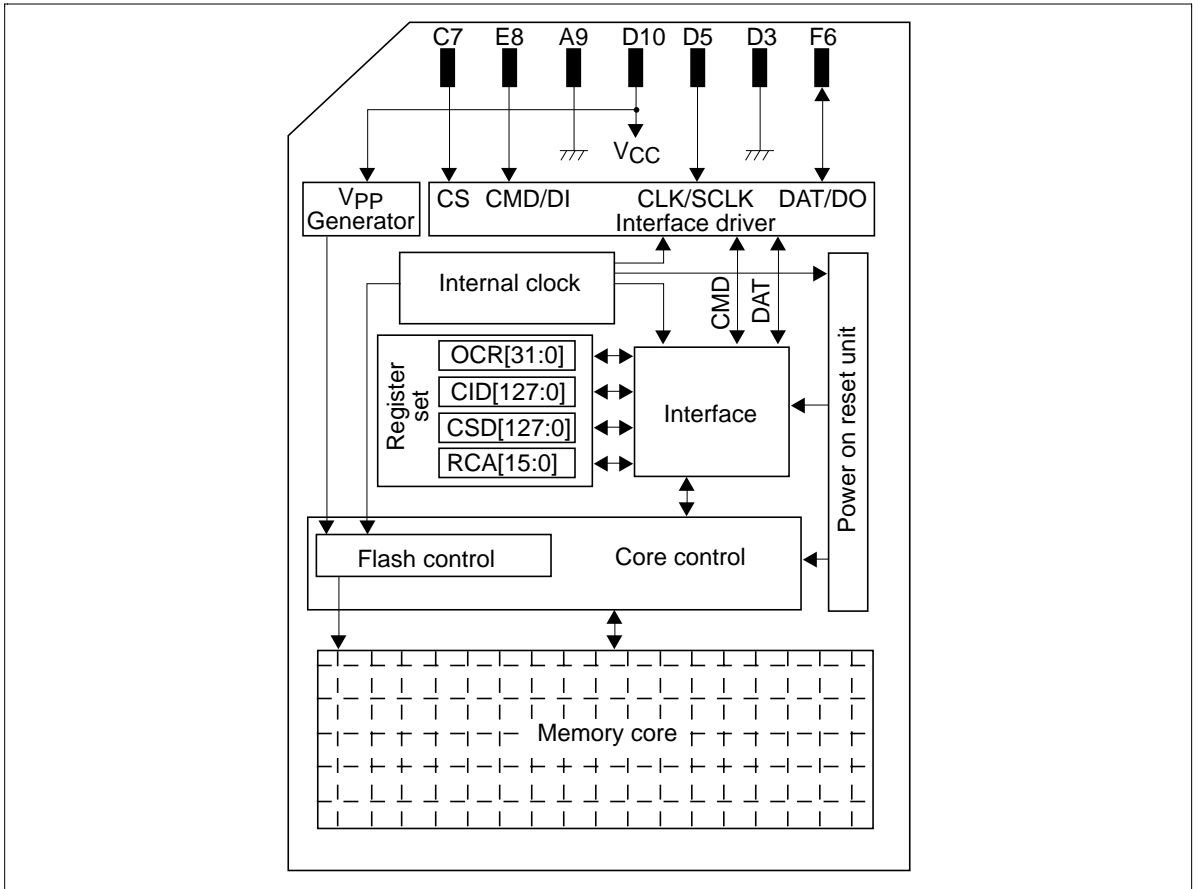 C7 E8 A9 D10 D5 D3 F6
VCC
VPP
Generator
CS CMD/DI CLK/SCLK DAT/DO
Interface driver
Internal clock
CMD
DAT
Register
set
OCR[31:0]
CID[127:0]
CSD[127:0]
RCA[15:0]
Interface
Power on reset unit
Flash control
Core control
Memory core